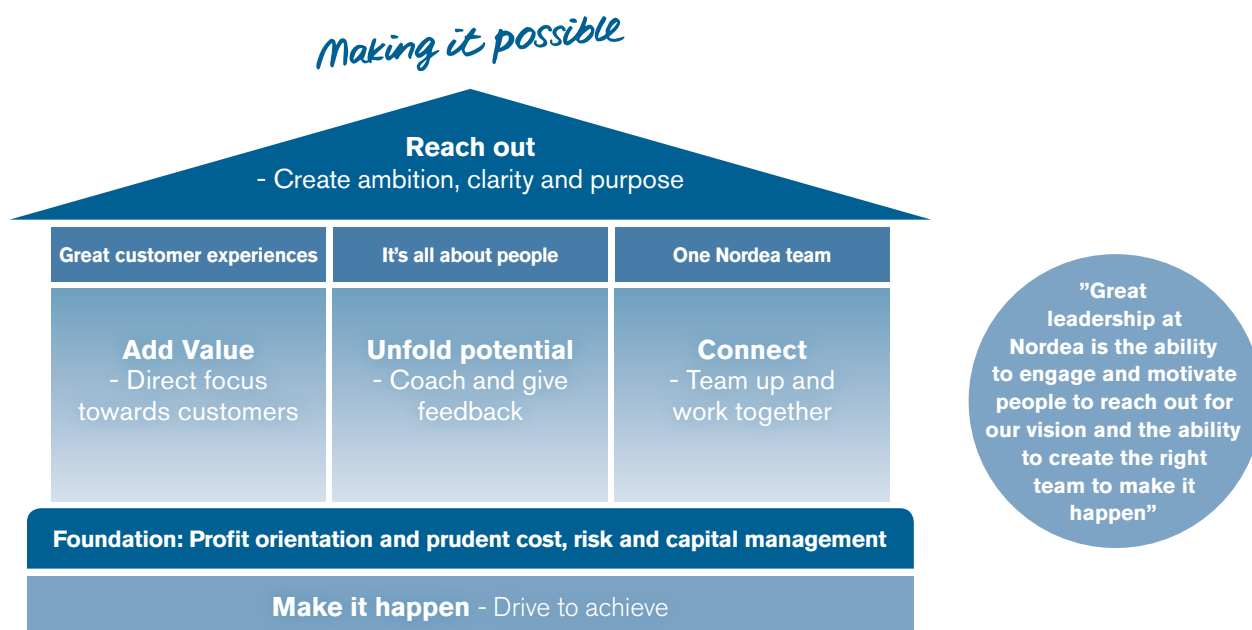 Making it possible
Reach out
- Create ambition, clarity and purpose
Great customer experiences
It's all about people
One Nordea team
Add Value
- Direct focus
towards customers
Unfold potential
- Coach and give
feedback
Connect
- Team up and
work together
Foundation: Profit orientation and prudent cost, risk and capital management
Make it happen - Drive to achieve
”Great
leadership at
Nordea is the ability
to engage and motivate
people to reach out for
our vision and the ability
to create the right
team to make it
happen”